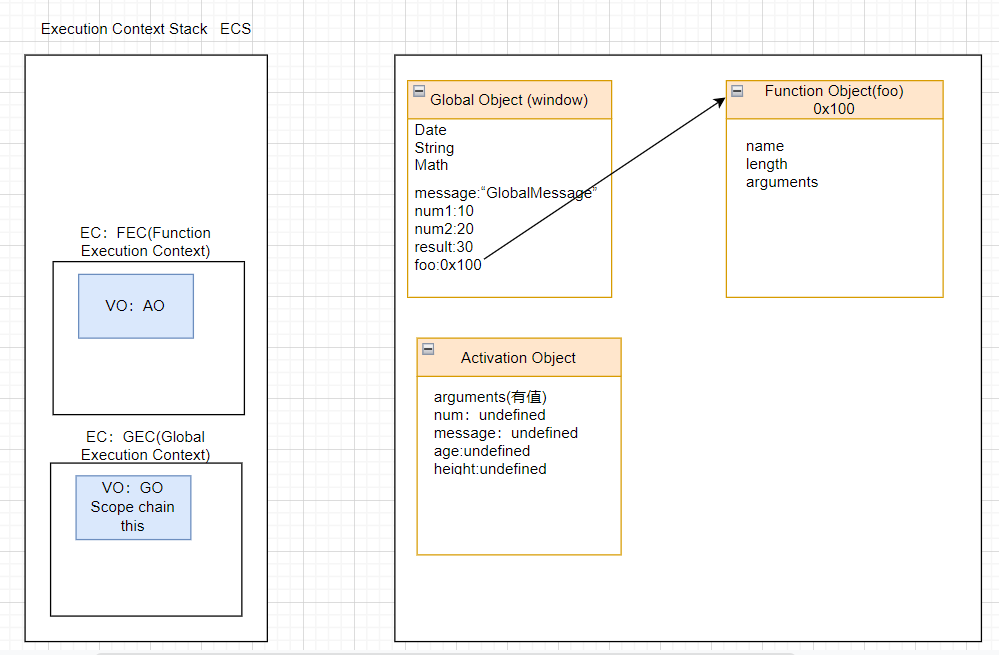 Execution Context Stack ECS
EC：FEC(Function
Execution Context)
VO：AO
EC：GEC(Global
Execution Context)
VO：GO
Scope chain
this
Global Object (window)
Date
String
Math
message:“GlobalMessage”
num1:10
num2:20
result:30
foo:0x100
Function Object(foo)
0x100
name
length
arguments
Activation Object
arguments(有值)
num：undefined
message：undefined
age:undefined
height:undefined